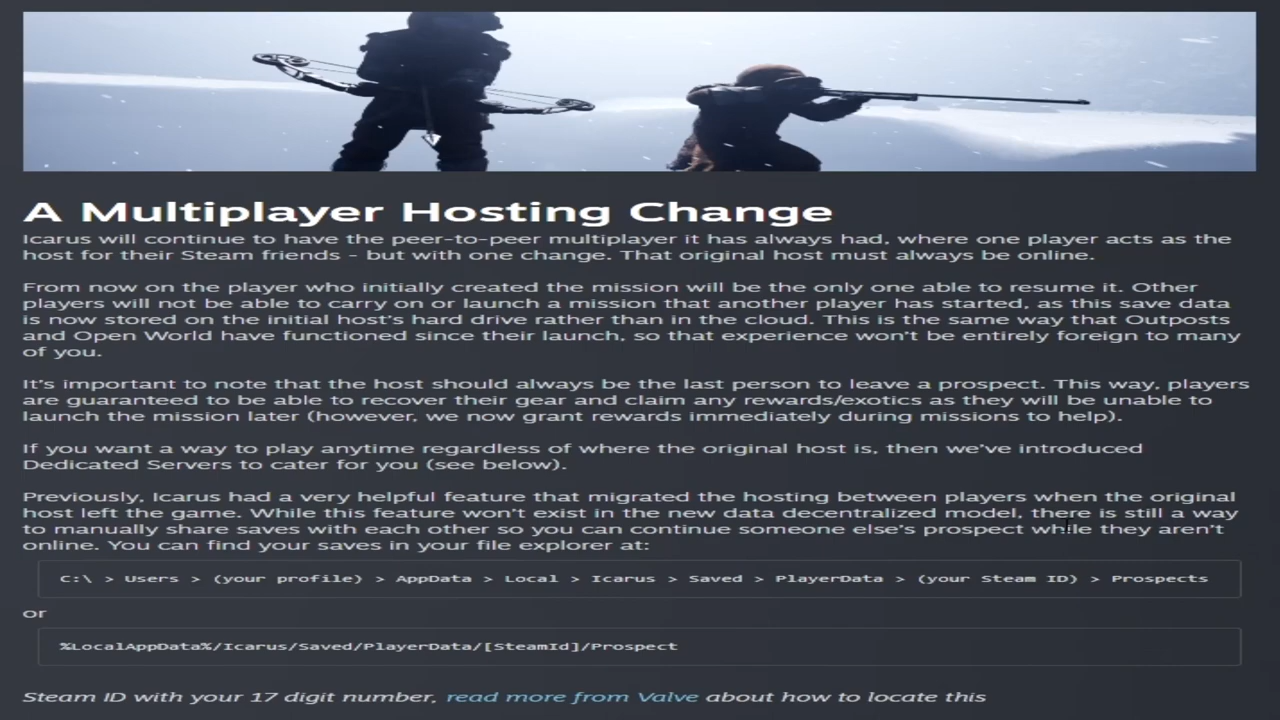 A Multiplayer Hosting Change
Icarus will continue to have the peer-to-peer multiplayer it has always had, where one player acts as the
host for their Steam friends - but with one change. That original host must always be online.
From now on the player who initially created the mission will be the only one able to resume it. Other
players will not be able to carry on or launch a mission that another player has started, as this save data
is now stored on the initial host's hard drive rather than in the cloud. This is the same way that Outposts
and Open World have functioned since their launch, so that experience won't be entirely foreign to many
of you.
It's important to note that the host should always be the last person to leave a prospect. This way, players
are guaranteed to be able to recover their gear and claim any rewards/exotics as they will be unable to
launch the mission later (however, we now grant rewards immediately during missions to help).
If you want a way to play anytime regardless of where the original host is, then we've introduced
Dedicated Servers to cater for you (see below).
Previously, Icarus had a very helpful feature that migrated the hosting between players when the original
host left the game. While this feature won't exist in the new data decentralized model, there is still a way
to manually share saves with each other so you can continue someone else's prospect while they aren't
online. You can find your saves in your file explorer at:
C:\ > Users > (your profile) > AppData > Local > Icarus > Saved > PlayerData > (your Steam ID) > Prospects
or
%LocalAppData%/Icarus/Saved/PlayerData/[SteamId]/Prospect
Steam ID with your 17 digit number, read more from Valve about how to locate this